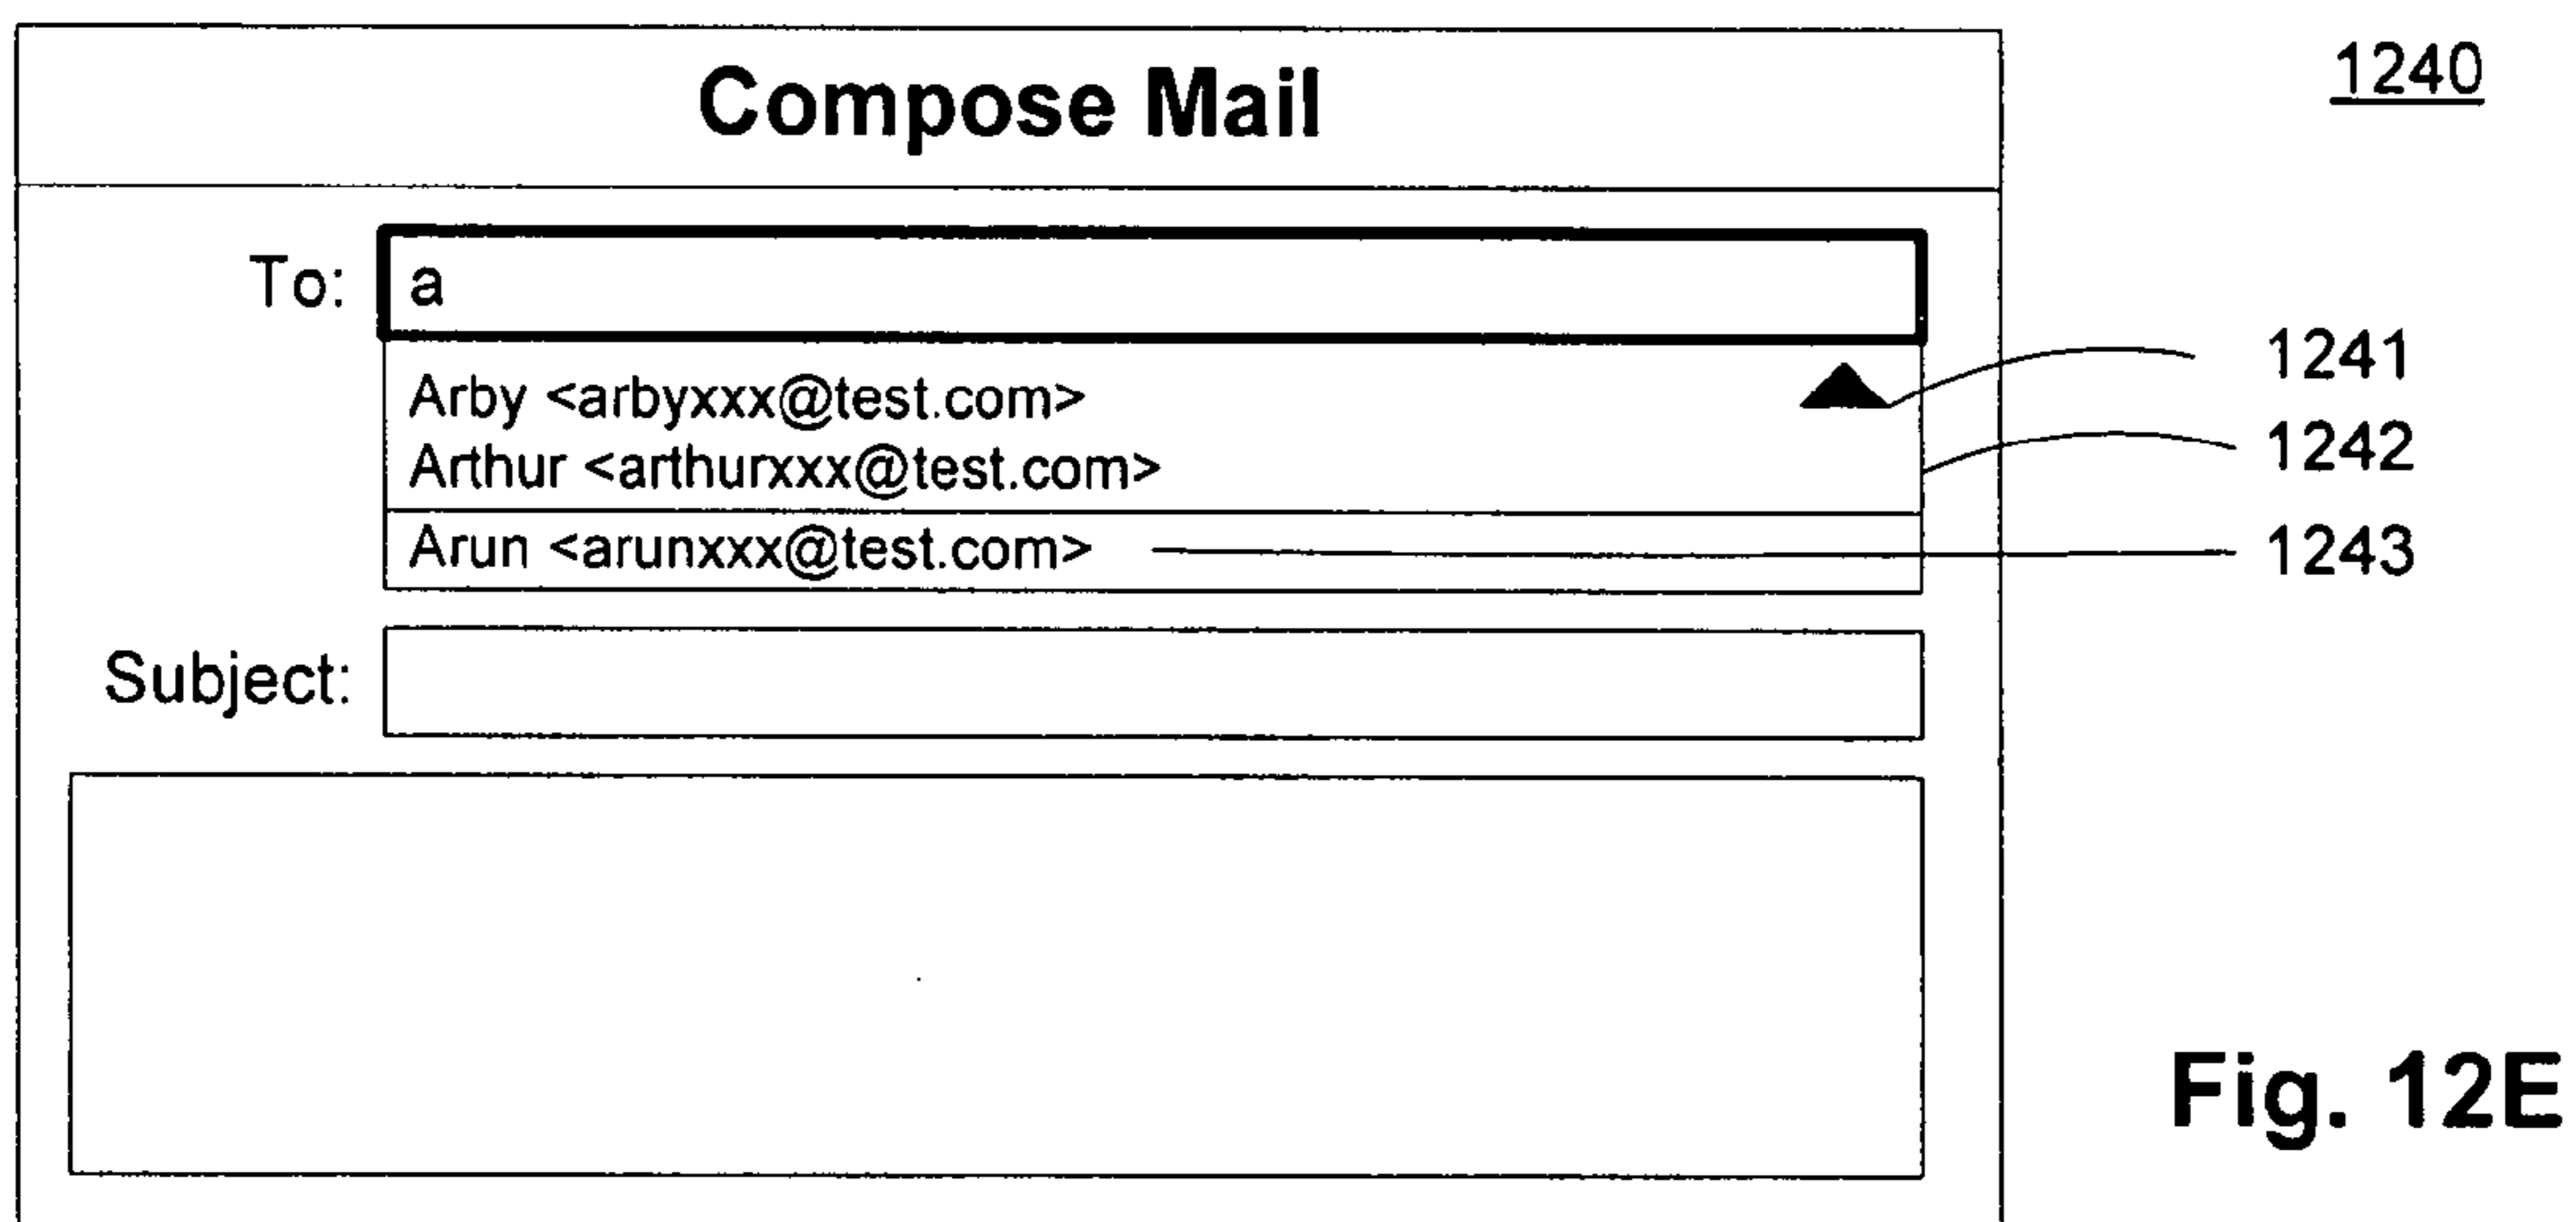 Compose Mail
1240
To: a
Arby <arbyxxx@test.com>
1241
Arthur <arthurxxx@test.com>
1242
Arun <arunxxx@test.com>
1243
Subject:
Fig. 12E